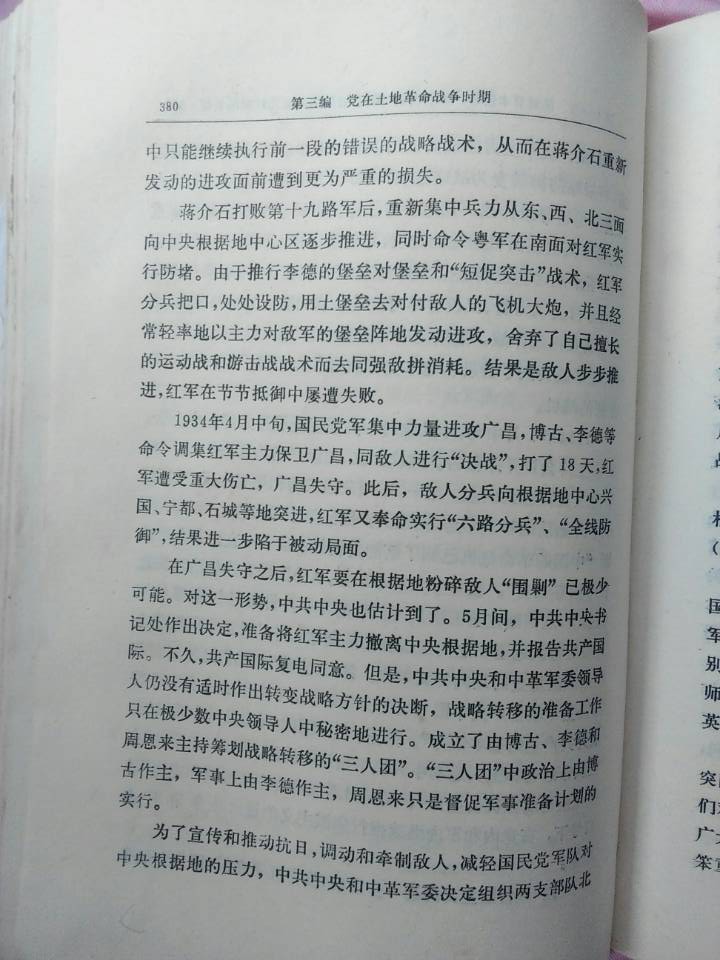 380 第三编 党在土地革命战争时期
中只能继续执行前一段的错误的战略战术，从而在蒋介石重新
发动的进攻面前遭到更为严重的损失。
蒋介石打败第十九路军后，重新集中兵力从东、西、北三面
向中央根据地中心区逐步推进，同时命令粤军在南面对红军实
行防堵。由于推行李德的堡垒对堡垒和“短促突击”战术，红军
分兵把口，处处设防，用土堡垒去对付敌人的飞机大炮，并且经
常轻率地以主力对敌军的堡垒阵地发动进攻，舍弃了自己擅长
的运动战和游击战战术而去同强敌拼消耗。结果是敌人步步推
进，红军在节节抵御中屡遭失败。
1934年4月中旬，国民党军集中力量进攻广昌，博古、李德等
命令调集红军主力保卫广昌，同敌人进行“决战”，打了18天，红
军遭受重大伤亡，广昌失守。此后，敌人分兵向根据地中心兴
国、宁都、石城等地突进，红军又奉命实行“六路分兵”、“全线防
御”，结果进一步陷于被动局面。
在广昌失守之后，红军要在根据地粉碎敌人“围剿”已极少
可能。对这一形势，中共中央也估计到了。5月间，中共中央书
记处作出决定，准备将红军主力撤离中央根据地，并报告共产国
际。不久，共产国际复电同意。但是，中共中央和中革军委领导
人仍没有适时作出转变战略方针的决断，战略转移的准备工作
只在极少数中央领导人中秘密地进行。成立了由博古、李德和
周恩来主持筹划战略转移的“三人团”。“三人团”中政治上由博
古作主，军事上由李德作主，周恩来只是督促军事准备计划的
实行。
为了宣传和推动抗日，调动和牵制敌人，减轻国民党军队对
中央根据地的压力，中共中央和中革军委决定组织两支部队北
国
军
别
师
英
突
们
广
笨